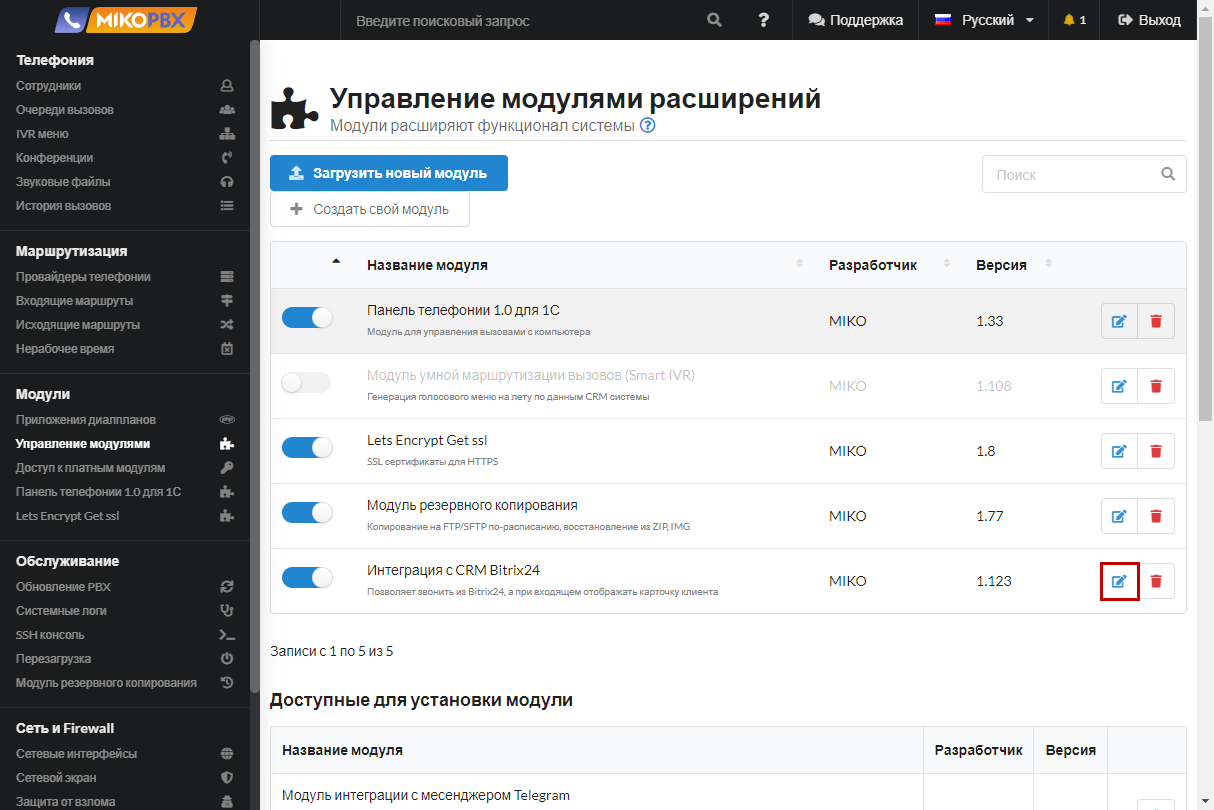 MIKOPBX
Введите поисковый запрос
?
Поддержка
Русский
1
Выход
Телефония
Сотрудники
Очереди вызовов
IVR меню
Конференции
Звуковые файлы
История вызовов
Маршрутизация
Провайдеры телефонии
Входящие маршруты
Исходящие маршруты
Нерабочее время
Модули
Приложения диалпланов
Управление модулями
Доступ к платным модулям
Панель телефонии 1.0 для 1С
Lets Encrypt Get ssl
Обслуживание
Обновление PBX
Системные логи
SSH консоль
Перезагрузка
Модуль резервного копирования
Сеть и Firewall
Сетевые интерфейсы
Сетевой экран
Защита от взлома
Управление модулями расширений
Модули расширяют функционал системы ?
Загрузить новый модуль
Поиск
Создать свой модуль
Название модуля Разработчик Версия
Панель телефонии 1.0 для 1С
Модуль для управления вызовами с компьютера
MIKO 1.33
Модуль умной маршрутизации вызовов (Smart IVR)
Генерация голосового меню на лету по данным CRM системы
MIKO 1.108
Lets Encrypt Get ssl
SSL сертификаты для HTTPS
MIKO 1.8
Модуль резервного копирования
Копирование на FTP/SFTP по-расписанию, восстановление из ZIP, IMG
MIKO 1.77
Интеграция с CRM Bitrix24
Позволяет звонить из Bitrix24, а при входящем отображать карточку клиента
MIKO 1.123
Записи с 1 по 5 из 5
Доступные для установки модули
Название модуля Разработчик Версия
Модуль интеграции с месенджером Telegram